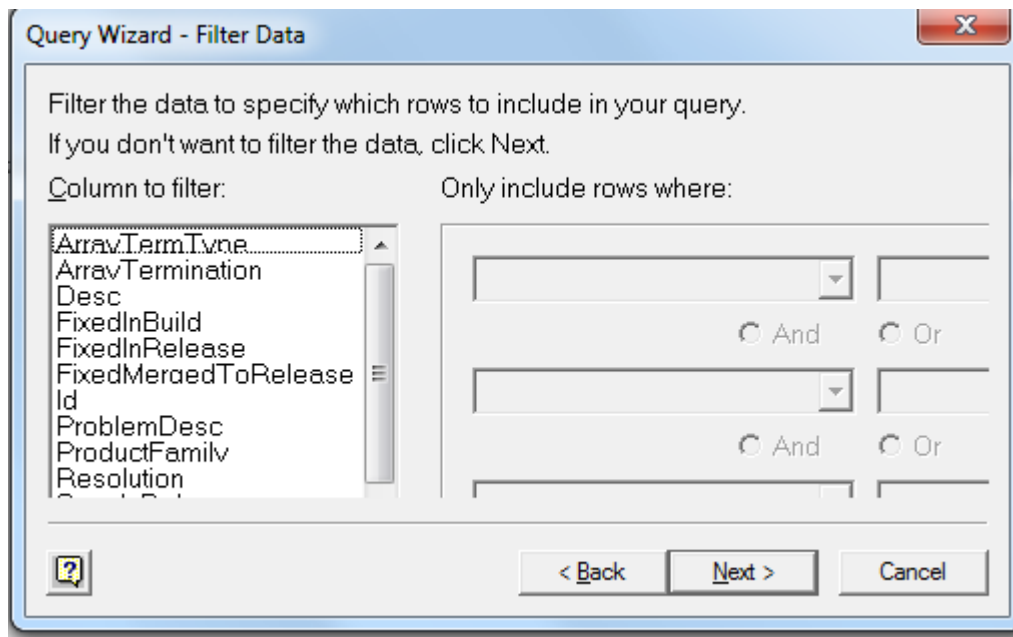 Query Wizard - Filter Data
Filter the data to specify which rows to include in your query.
If you don't want to filter the data, click Next.
Column to filter:
Only include rows where:
ArrayTermType
ArrayTermination
Desc
FixedInBuild
FixedInRelease
FixedMergedToRelease
Id
ProblemDesc
ProductFamily
Resolution
And Or
And Or
< Back Next > Cancel